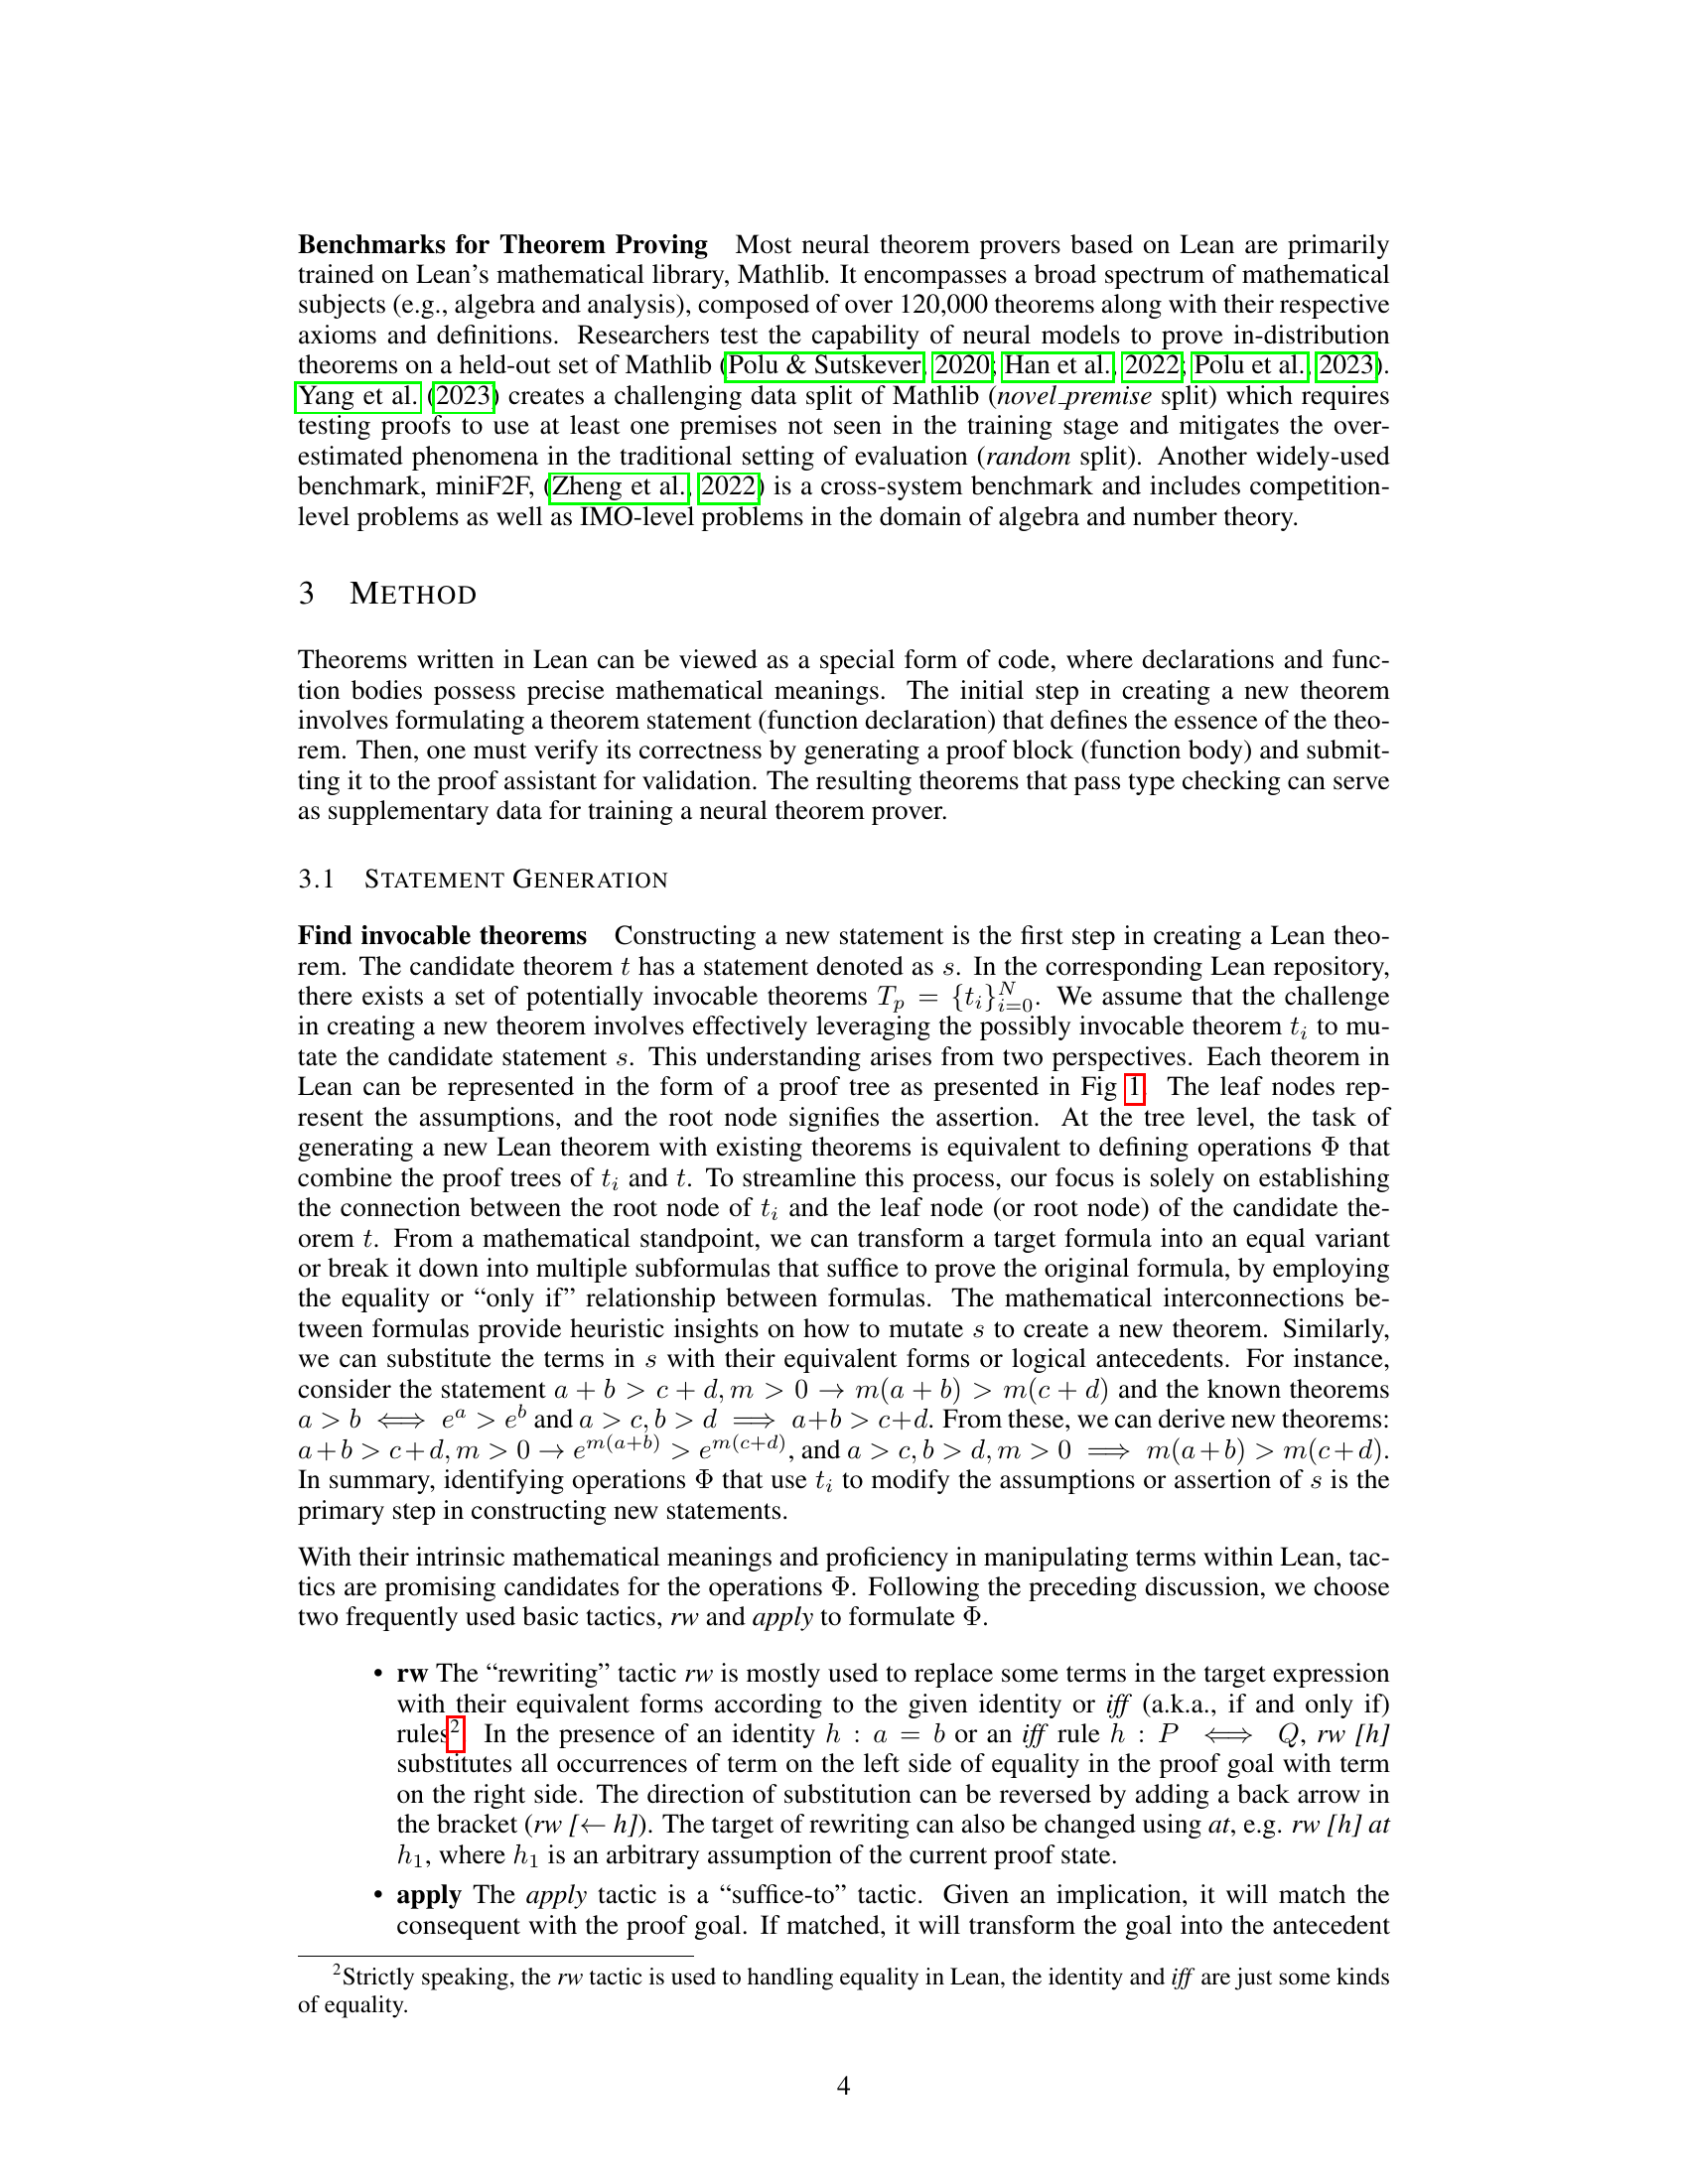 Benchmarks for Theorem Proving Most neural theorem provers based on Lean are primarily
trained on Lean's mathematical library, Mathlib. It encompasses a broad spectrum of mathematical
subjects (e.g., algebra and analysis), composed of over 120,000 theorems along with their respective
axioms and definitions. Researchers test the capability of neural models to prove in-distribution
theorems on a held-out set of Mathlib (Polu & Sutskever, 2020; Han et al., 2022; Polu et al., 2023).
Yang et al. (2023) creates a challenging data split of Mathlib (novel_premise split) which requires
testing proofs to use at least one premises not seen in the training stage and mitigates the over-
estimated phenomena in the traditional setting of evaluation (random split). Another widely-used
benchmark, miniF2F, (Zheng et al., 2022) is a cross-system benchmark and includes competition-
level problems as well as IMO-level problems in the domain of algebra and number theory.
3 METHOD
Theorems written in Lean can be viewed as a special form of code, where declarations and func-
tion bodies possess precise mathematical meanings. The initial step in creating a new theorem
involves formulating a theorem statement (function declaration) that defines the essence of the theo-
rem. Then, one must verify its correctness by generating a proof block (function body) and submit-
ting it to the proof assistant for validation. The resulting theorems that pass type checking can serve
as supplementary data for training a neural theorem prover.
3.1 STATEMENT GENERATION
Find invocable theorems Constructing a new statement is the first step in creating a Lean theo-
rem. The candidate theorem t has a statement denoted as s. In the corresponding Lean repository,
there exists a set of potentially invocable theorems T_p = {t_i}_{i=0}^N. We assume that the challenge
in creating a new theorem involves effectively leveraging the possibly invocable theorem t_i to mu-
tate the candidate statement s. This understanding arises from two perspectives. Each theorem in
Lean can be represented in the form of a proof tree as presented in Fig 1. The leaf nodes rep-
resent the assumptions, and the root node signifies the assertion. At the tree level, the task of
generating a new Lean theorem with existing theorems is equivalent to defining operations Φ that
combine the proof trees of t_i and t. To streamline this process, our focus is solely on establishing
the connection between the root node of t_i and the leaf node (or root node) of the candidate the-
orem t. From a mathematical standpoint, we can transform a target formula into an equal variant
or break it down into multiple subformulas that suffice to prove the original formula, by employing
the equality or “only if” relationship between formulas. The mathematical interconnections be-
tween formulas provide heuristic insights on how to mutate s to create a new theorem. Similarly,
we can substitute the terms in s with their equivalent forms or logical antecedents. For instance,
consider the statement a + b > c + d, m > 0 → m(a + b) > m(c + d) and the known theorems
a > b ⟺ e^a > e^b and a > c, b > d ⟹ a+b > c+d. From these, we can derive new theorems:
a+b > c+d, m > 0 → e^{m(a+b)} > e^{m(c+d)}, and a > c, b > d, m > 0 ⟹ m(a+b) > m(c+d).
In summary, identifying operations Φ that use t_i to modify the assumptions or assertion of s is the
primary step in constructing new statements.
With their intrinsic mathematical meanings and proficiency in manipulating terms within Lean, tac-
tics are promising candidates for the operations Φ. Following the preceding discussion, we choose
two frequently used basic tactics, rw and apply to formulate Φ.
• rw The “rewriting” tactic rw is mostly used to replace some terms in the target expression
with their equivalent forms according to the given identity or iff (a.k.a., if and only if)
rules². In the presence of an identity h : a = b or an iff rule h : P ⟺ Q, rw [h]
substitutes all occurrences of term on the left side of equality in the proof goal with term
on the right side. The direction of substitution can be reversed by adding a back arrow in
the bracket (rw [← h]). The target of rewriting can also be changed using at, e.g. rw [h] at
h₁, where h₁ is an arbitrary assumption of the current proof state.
• apply The apply tactic is a “suffice-to” tactic. Given an implication, it will match the
consequent with the proof goal. If matched, it will transform the goal into the antecedent
²Strictly speaking, the rw tactic is used to handling equality in Lean, the identity and iff are just some kinds
of equality.
4